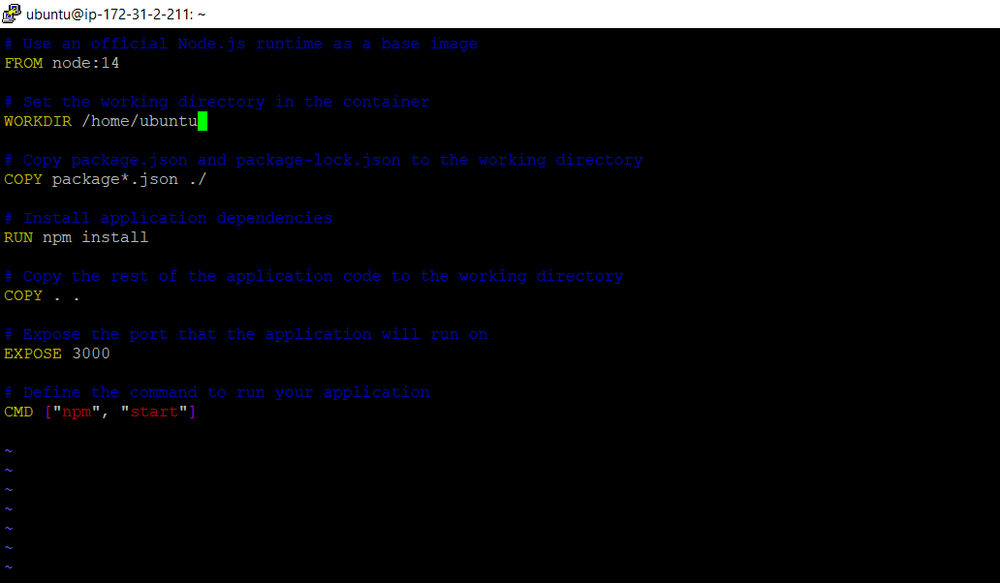 ubuntu@ip-172-31-2-211: ~
# Use an official Node.js runtime as a base image
FROM node:14
# Set the working directory in the container
WORKDIR /home/ubuntu
# Copy package.json and package-lock.json to the working directory
COPY package*.json ./
# Install application dependencies
RUN npm install
# Copy the rest of the application code to the working directory
COPY . .
# Expose the port that the application will run on
EXPOSE 3000
# Define the command to run your application
CMD ["npm", "start"]
~
~
~
~
~
~
~